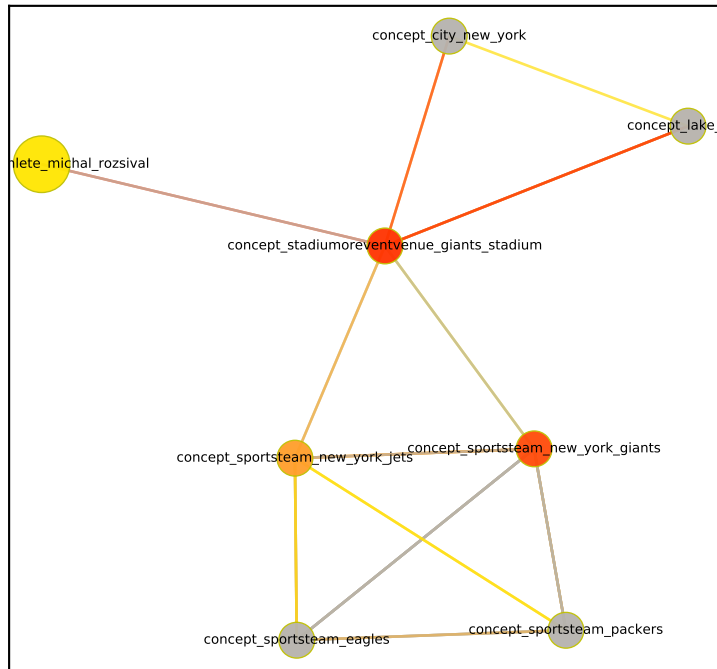 concept_city_new_york
concept_lake_
hlete_michal_rozsival
concept_stadiumoreventvenue_giants_stadium
concept_sportsteam_new_york_giants
concept_sportsteam_new_york_jets
concept_sportsteam_packers
concept_sportsteam_eagles